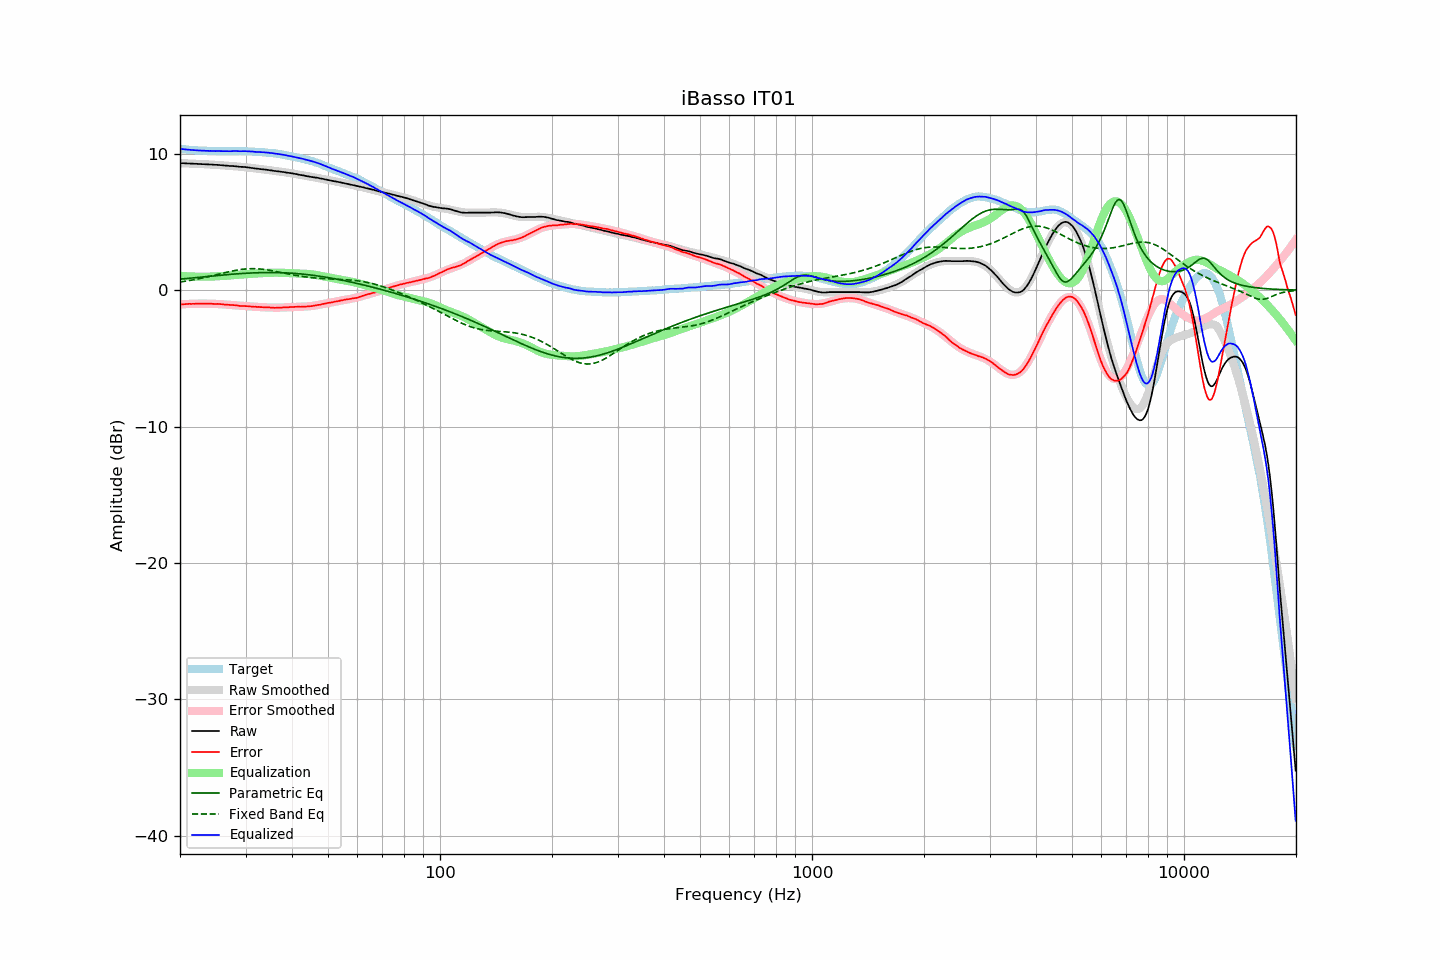 iBasso IT01
10
0
−10
−20
−30
−40
Amplitude (dBr)
Target
Raw Smoothed
Error Smoothed
Raw
Error
Equalization
Parametric Eq
Fixed Band Eq
Equalized
100
1000
10000
Frequency (Hz)